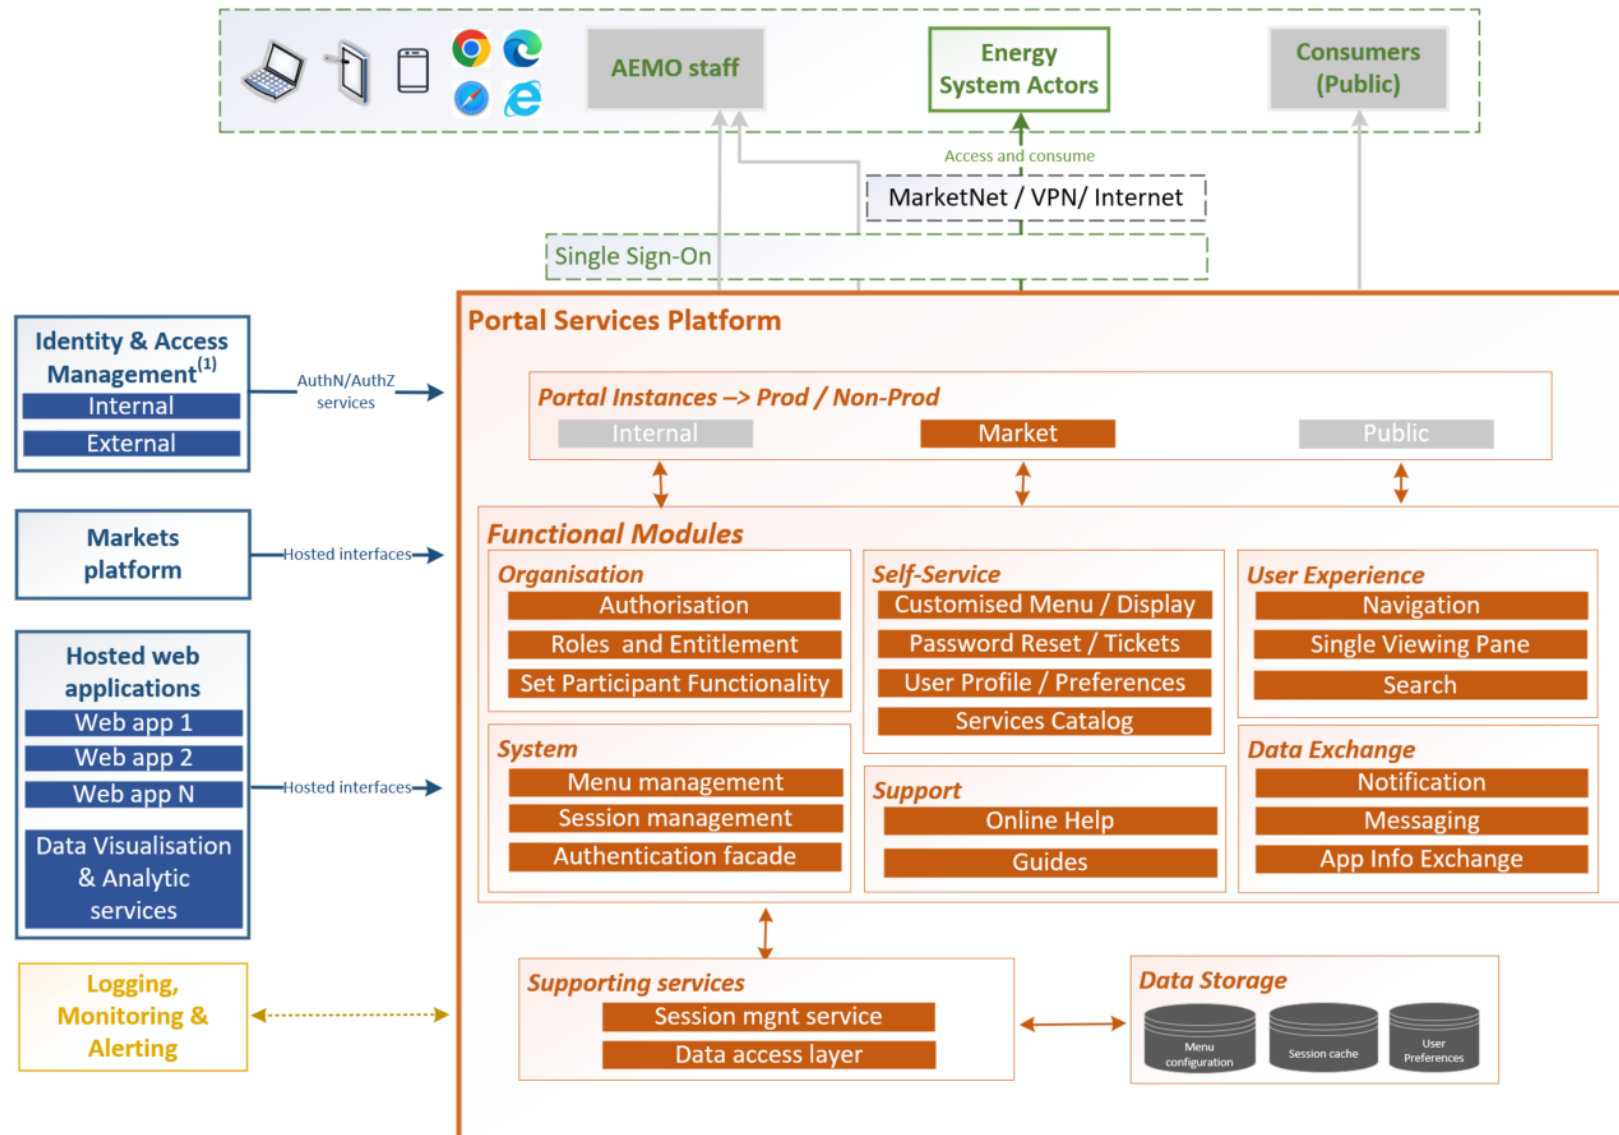 AEMO staff
Energy
System Actors
Consumers
(Public)
Access and consume
MarketNet / VPN/ Internet
Single Sign-On
Identity & Access
Management(1)
Internal
External
AuthN/AuthZ
services
Markets
platform
Hosted interfaces
Hosted web
applications
Web app 1
Web app 2
Web app N
Data Visualisation
& Analytic
services
Hosted interfaces
Logging,
Monitoring &
Alerting
Portal Services Platform
Portal Instances –> Prod / Non-Prod
Internal
Market
Public
Functional Modules
Organisation
Authorisation
Roles and Entitlement
Set Participant Functionality
Self-Service
Customised Menu / Display
Password Reset / Tickets
User Profile / Preferences
Services Catalog
User Experience
Navigation
Single Viewing Pane
Search
System
Menu management
Session management
Authentication facade
Support
Online Help
Guides
Data Exchange
Notification
Messaging
App Info Exchange
Supporting services
Session mgnt service
Data access layer
Data Storage
Menu
configuration
Session cache
User
Preferences